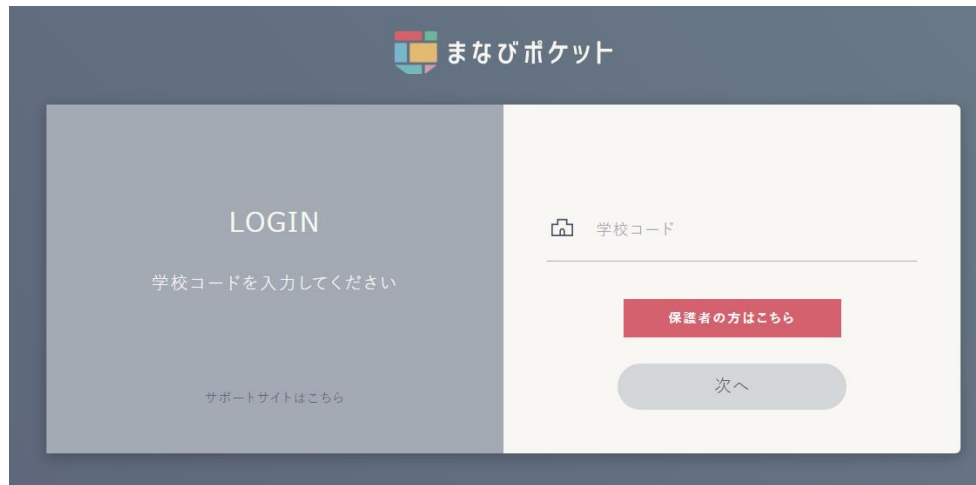 まなびポケット
LOGIN
学校コードを入力してください
サポートサイトはこちら
学校コード
保護者の方はこちら
次へ